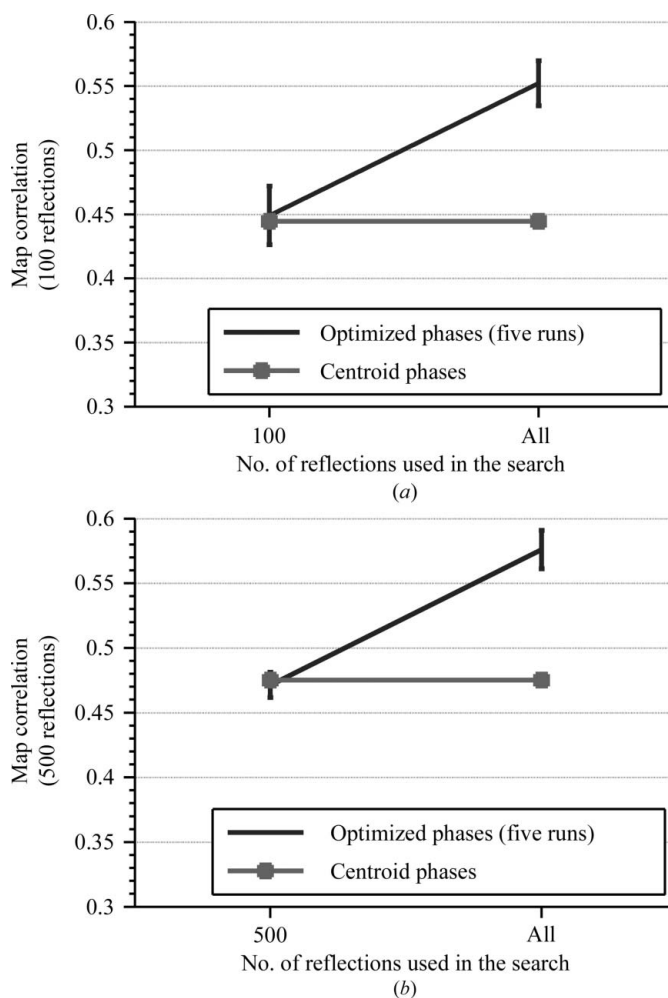 0.6
0.55
0.5
0.45
0.4
0.35
0.3
Map correlation
(100 reflections)
Optimized phases (five runs)
Centroid phases
100 All
No. of reflections used in the search
(a)
0.6
0.55
0.5
0.45
0.4
0.35
0.3
Map correlation
(500 reflections)
Optimized phases (five runs)
Centroid phases
500 All
No. of reflections used in the search
(b)